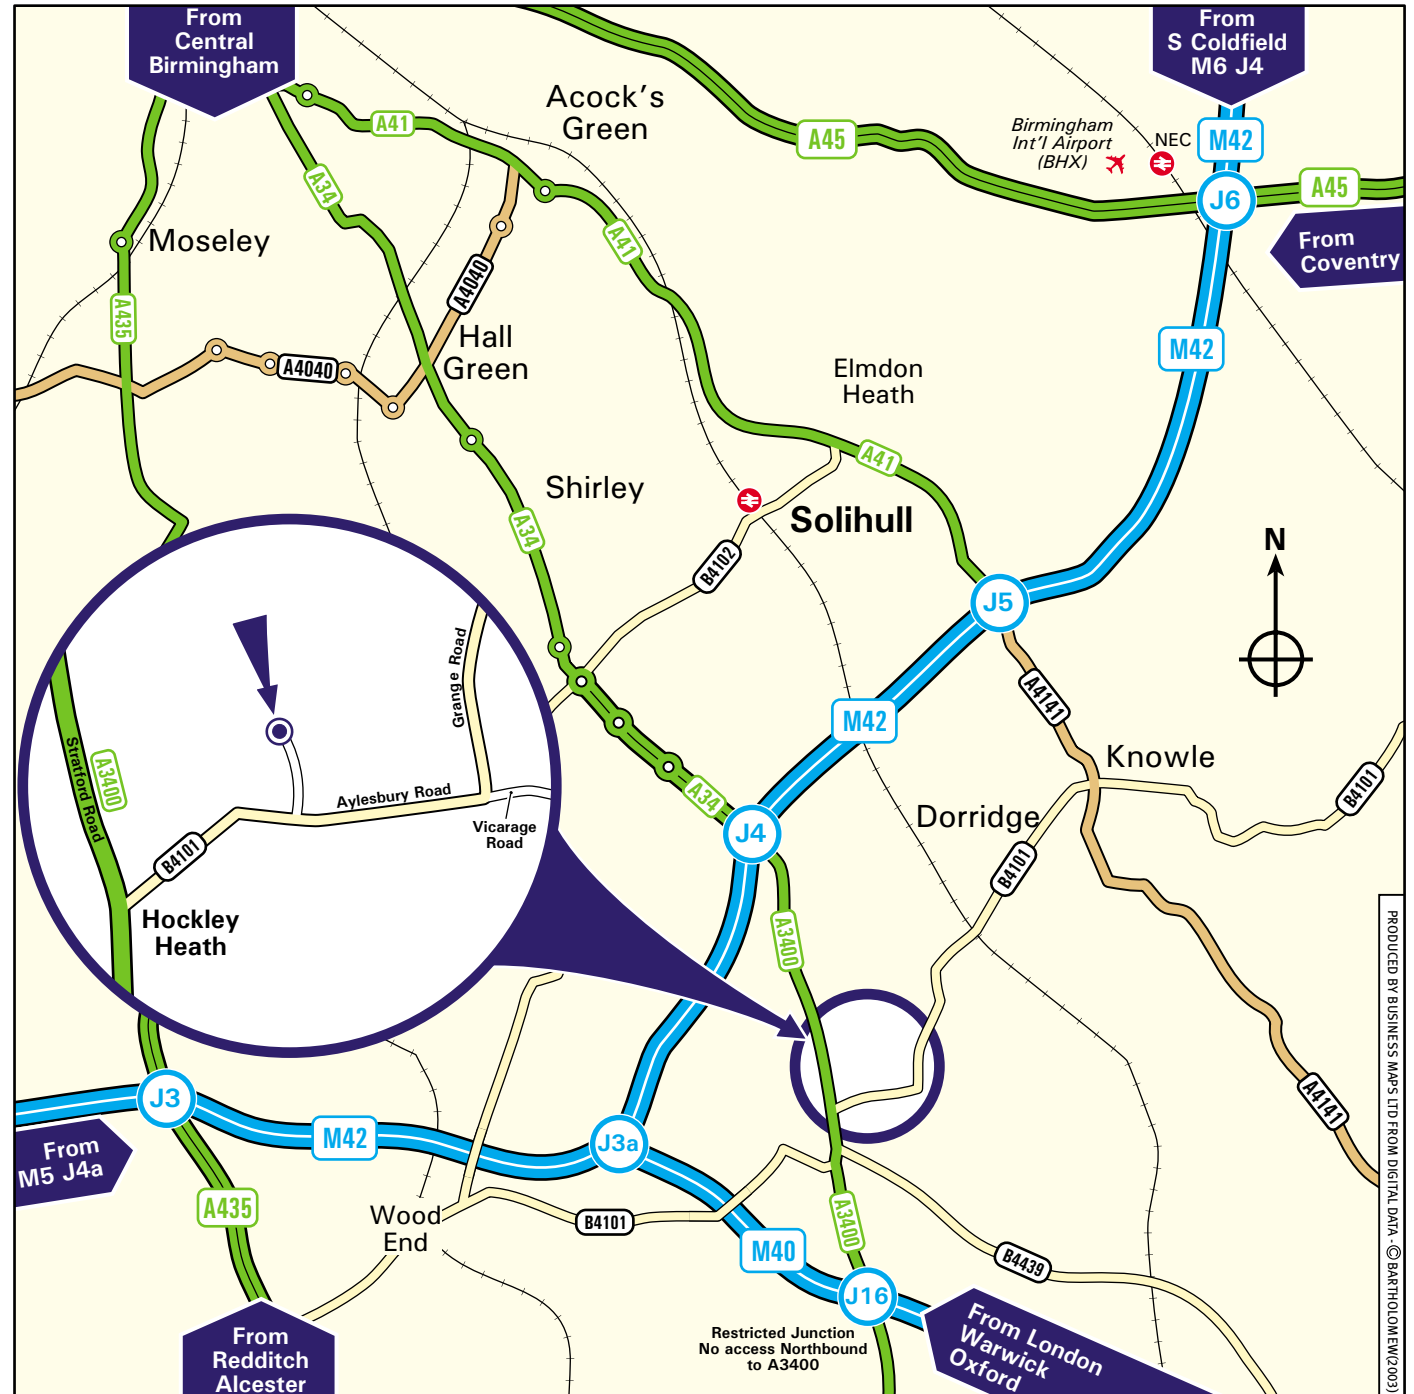 From
Central
Birmingham
From
S Coldfield
M6 J4
Acock's
Green
A41
A45
Birmingham
Int'l Airport
(BHX)
NEC
M42
J6
A45
A34
Moseley
A41
From
Coventry
A4040
A435
Hall
Green
A4040
M42
Elmdon
Heath
A41
Shirley
Solihull
A34
B4102
N
J5
Grange Road
A4141
M42
Stratford Road
A3400
Aylesbury Road
Vicarage
Road
B4101
Hockley
Heath
Knowle
B4101
A34
J4
Dorridge
B4101
A3400
J3
M42
J3a
From
M5 J4a
A4141
A435
Wood
End
B4101
A3400
M40
B4439
J16
From
Redditch
Alcester
Restricted Junction
No access Northbound
to A3400
From London
Warwick
Oxford
PRODUCED BY BUSINESS MAPS LTD FROM DIGITAL DATA - © BARTHOLOMEW(2003)